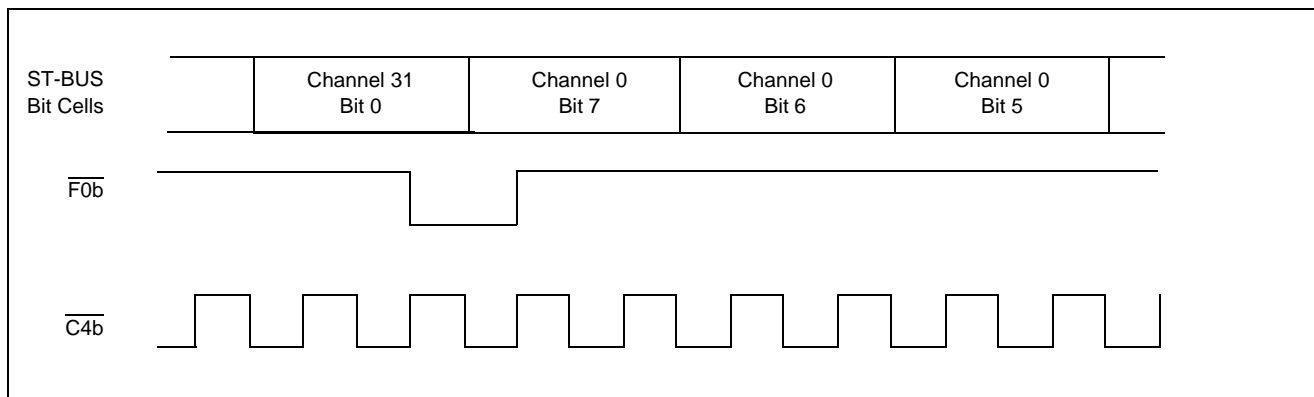 ST-BUS
Bit Cells
Channel 31
Bit 0
Channel 0
Bit 7
Channel 0
Bit 6
Channel 0
Bit 5
F0b
C4b